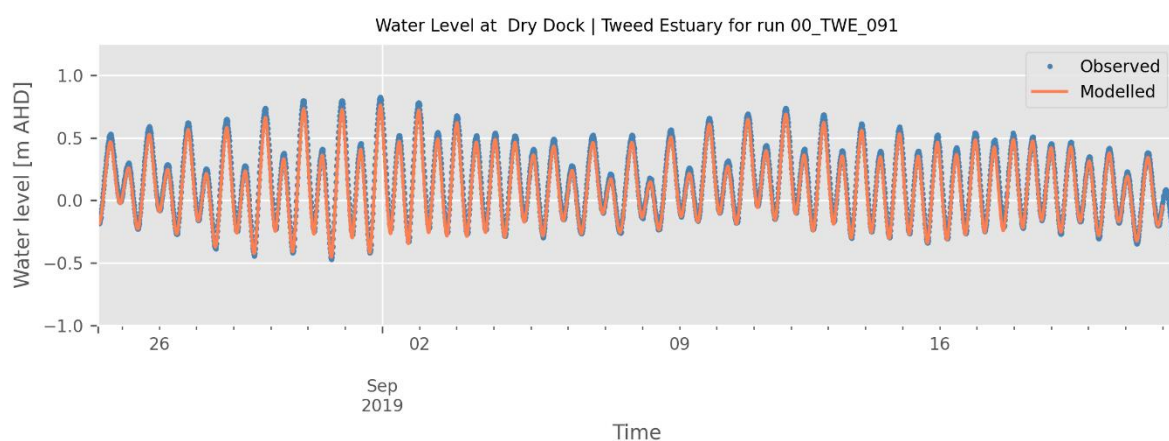 Water Level at  Dry Dock | Tweed Estuary for run 00_TWE_091
Observed
Modelled
Water level [m AHD]
1.0
0.5
0.0
−0.5
−1.0
26
02
09
16
Sep
2019
Time